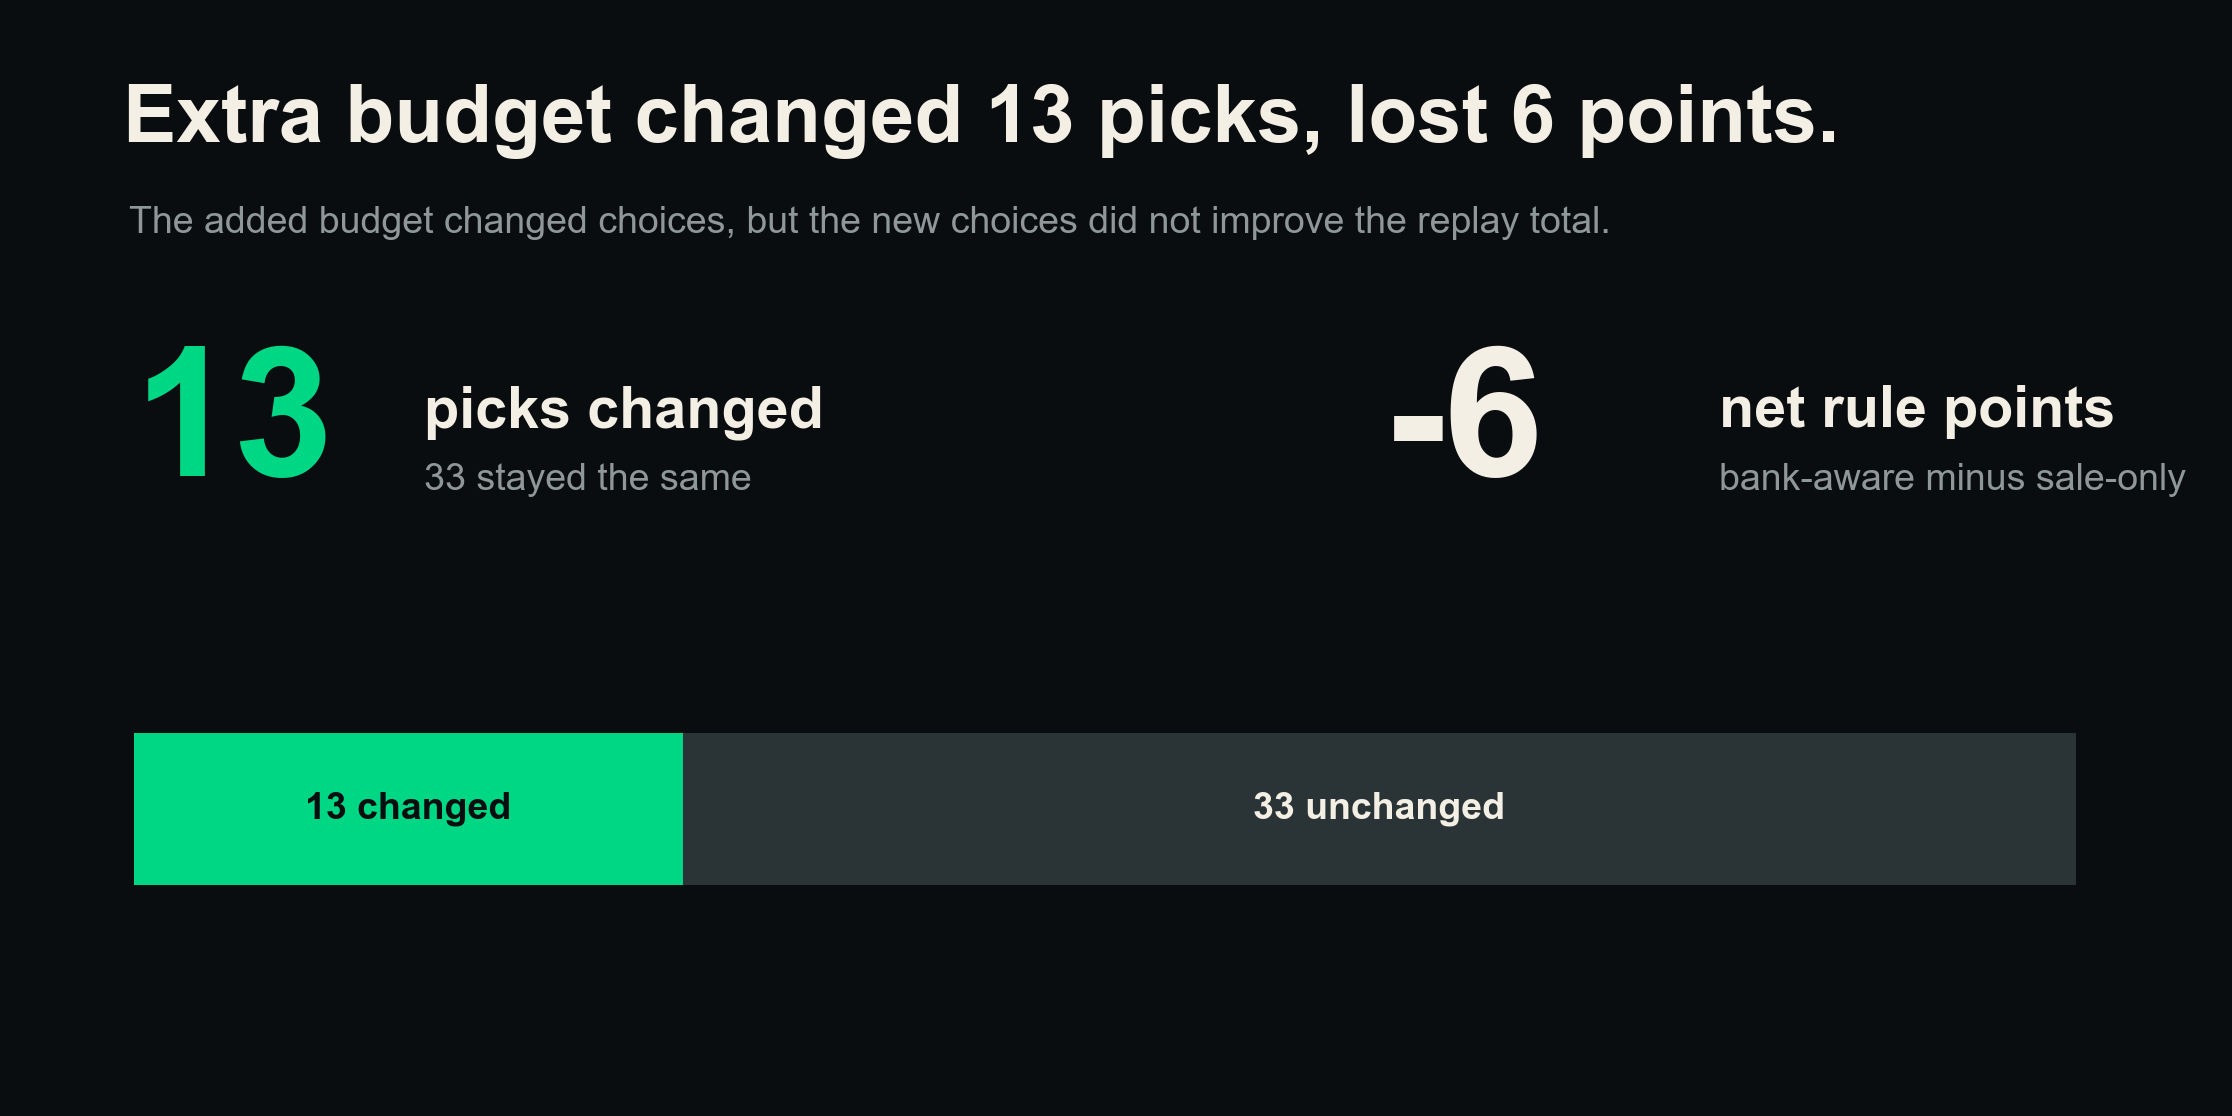 Extra budget changed 13 picks, lost 6 points.
The added budget changed choices, but the new choices did not improve the replay total.
13
picks changed
33 stayed the same
-6
net rule points
bank-aware minus sale-only
13 changed
33 unchanged